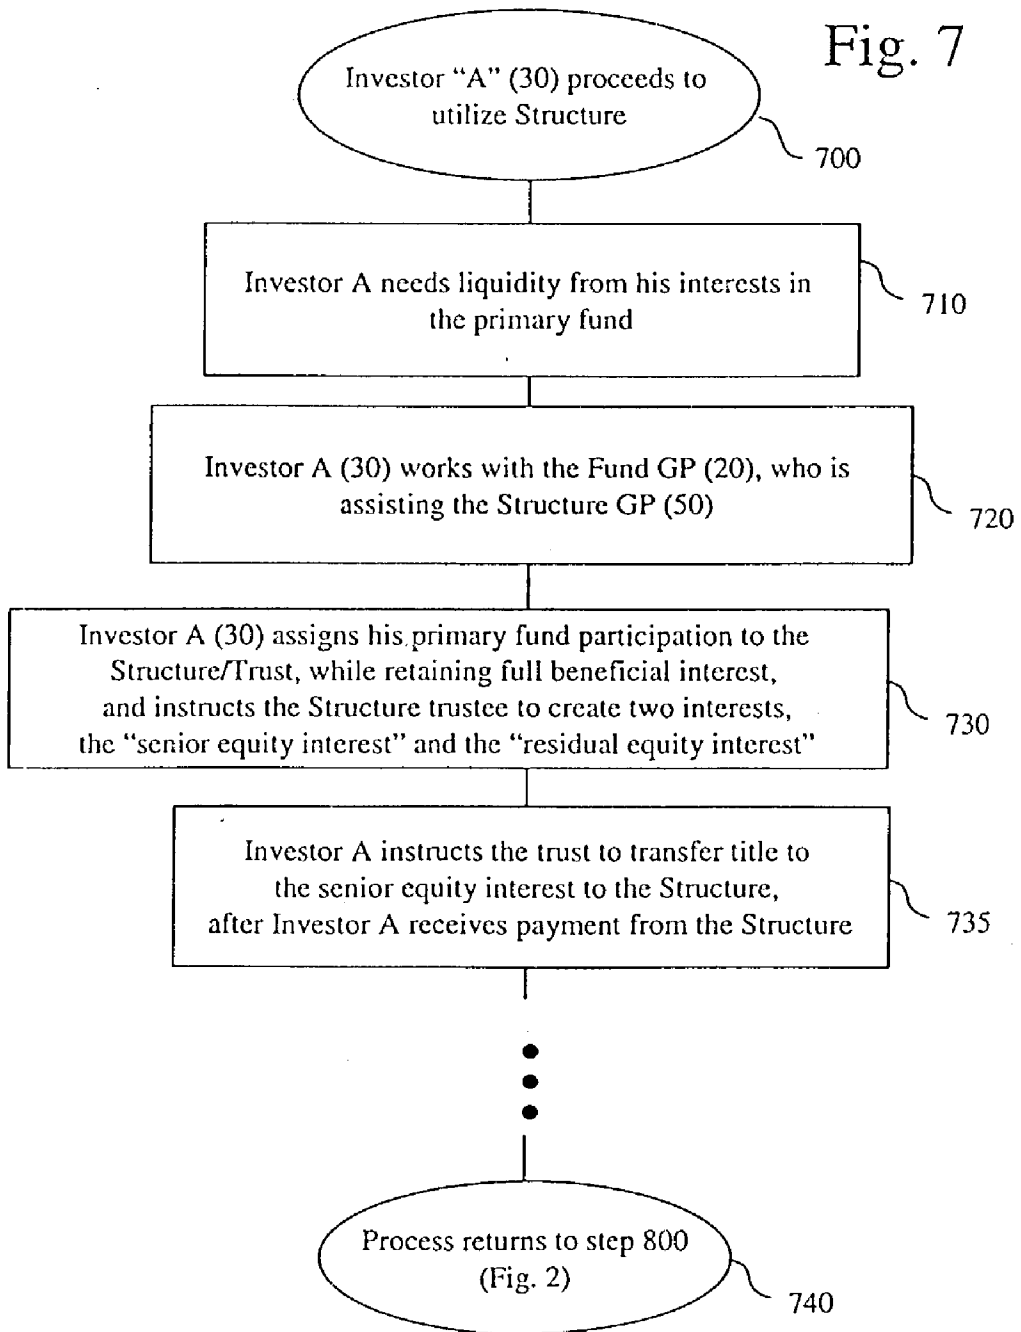 Fig. 7
Investor “A” (30) proceeds to
utilize Structure
700
Investor A needs liquidity from his interests in
the primary fund
710
Investor A (30) works with the Fund GP (20), who is
assisting the Structure GP (50)
720
Investor A (30) assigns his primary fund participation to the
Structure/Trust, while retaining full beneficial interest,
and instructs the Structure trustee to create two interests,
the “senior equity interest” and the “residual equity interest”
730
Investor A instructs the trust to transfer title to
the senior equity interest to the Structure,
after Investor A receives payment from the Structure
735
Process returns to step 800
(Fig. 2)
740